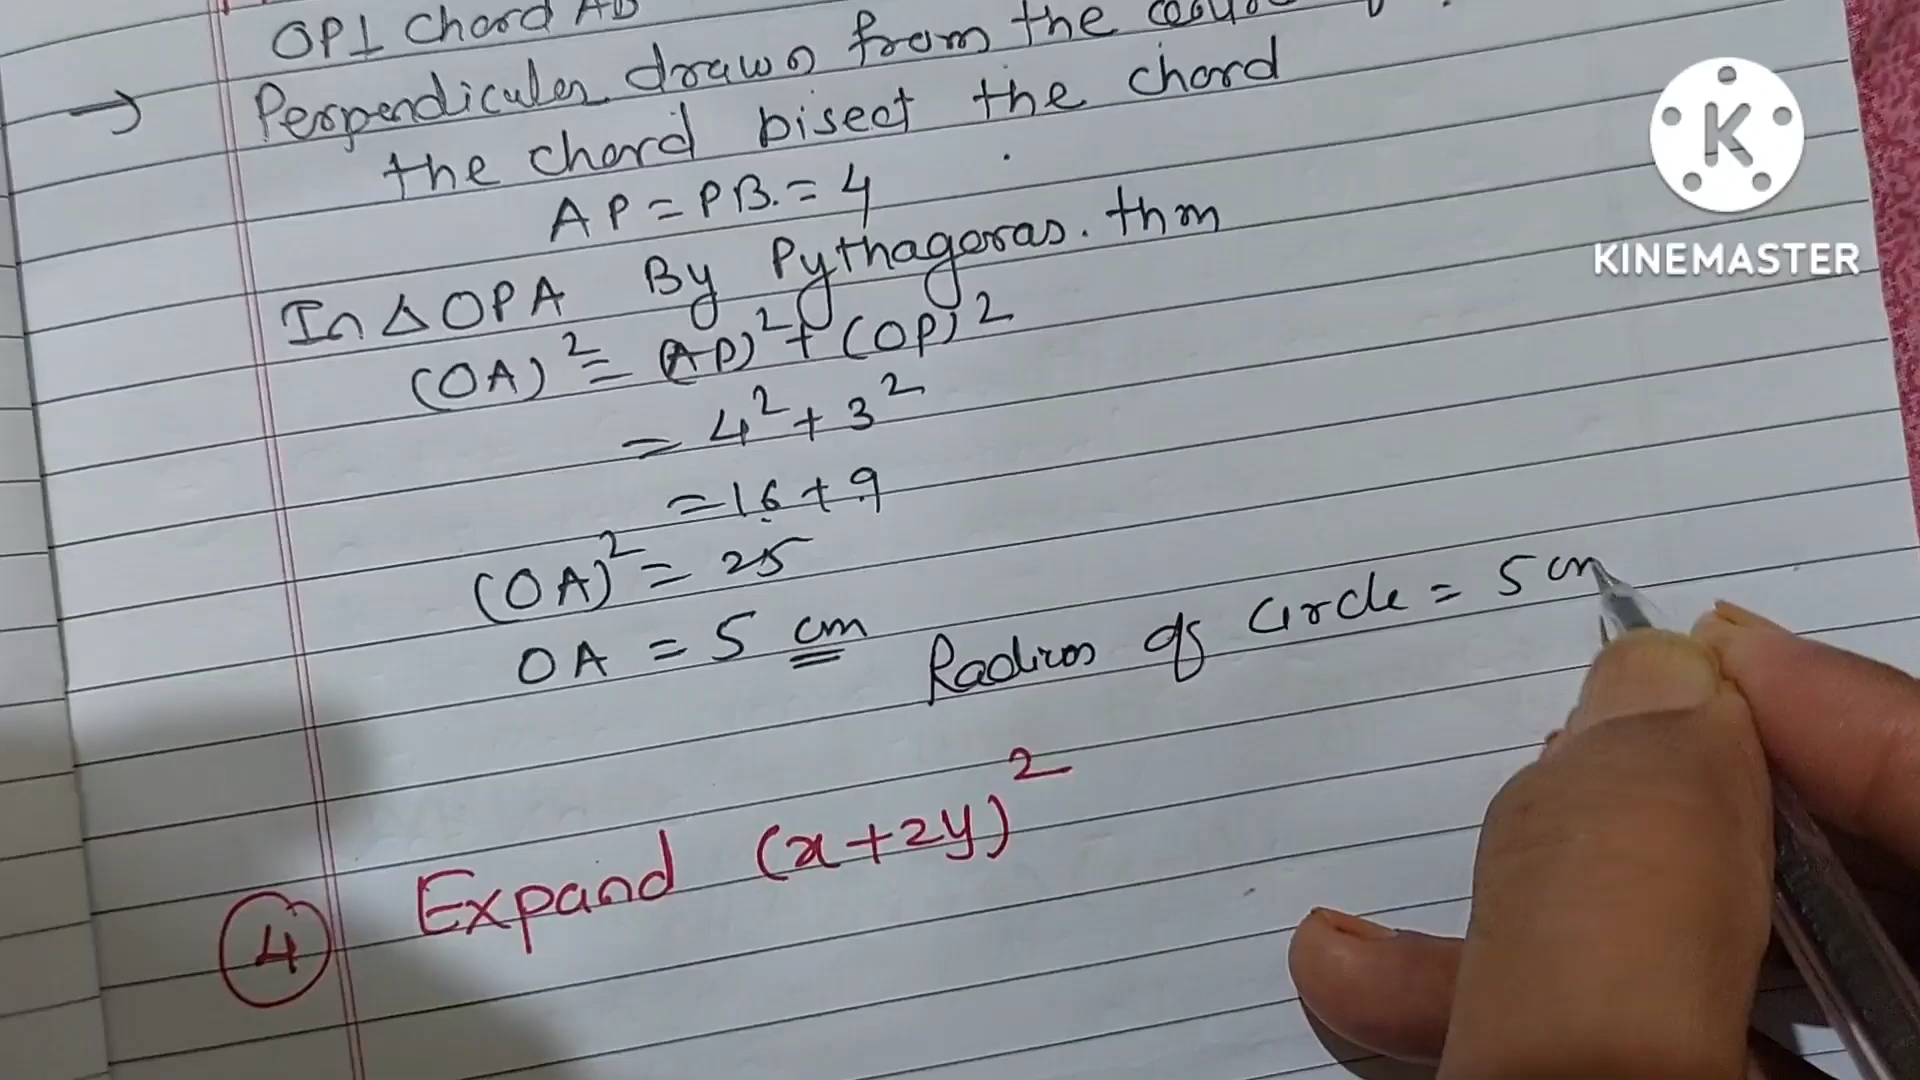 OP⊥ Chord AB
→ Perpendiculer drawn from the
the chord bisect the chord
AP = PB. = 4
In △OPA By Pythagoras. thm
(OA)² = (AP)² + (OP)²
= 4² + 3²
= 16 + 9
(OA)² = 25
OA = 5 cm Radius of Circle = 5 cm
4 Expand (x+2y)²
K
KINEMASTER